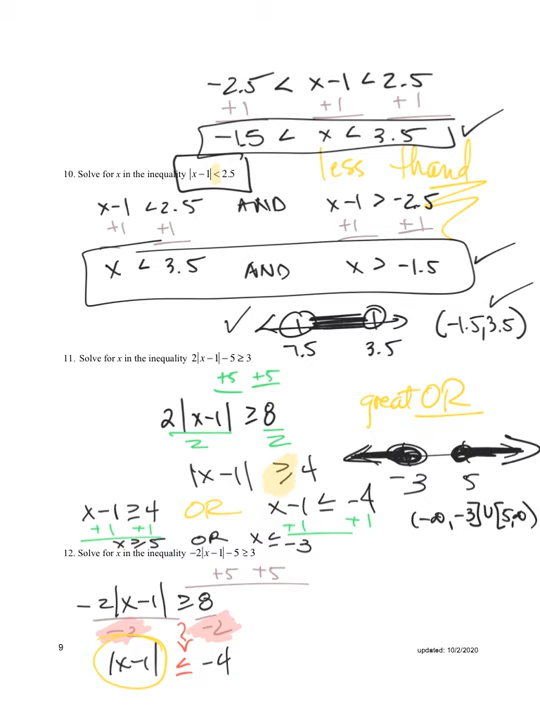 -2.5 < x-1 < 2.5
+1 +1 +1
-1.5 < x < 3.5
10. Solve for x in the inequality |x − 1| < 2.5
less thand
x-1 < 2.5 AND x-1 > -2.5
+1 +1 +1 +1
x < 3.5 AND x > -1.5
(-1.5, 3.5)
3.5
11. Solve for x in the inequality 2|x − 1| − 5 ≥ 3
+5 +5
great OR
2|x-1| ≥ 8
2 2
|x-1| ≥ 4
-3 5
x-1 ≥ 4 OR x-1 ≤ -4
(-∞, -3] U [5, ∞)
+1 +1 +1 +1
x ≥ 5 OR x ≤ -3
12. Solve for x in the inequality −2|x − 1| − 5 ≥ 3
+5 +5
-2|x-1| ≥ 8
-2 -2
|x-1| ≤ -4
9
updated: 10/2/2020